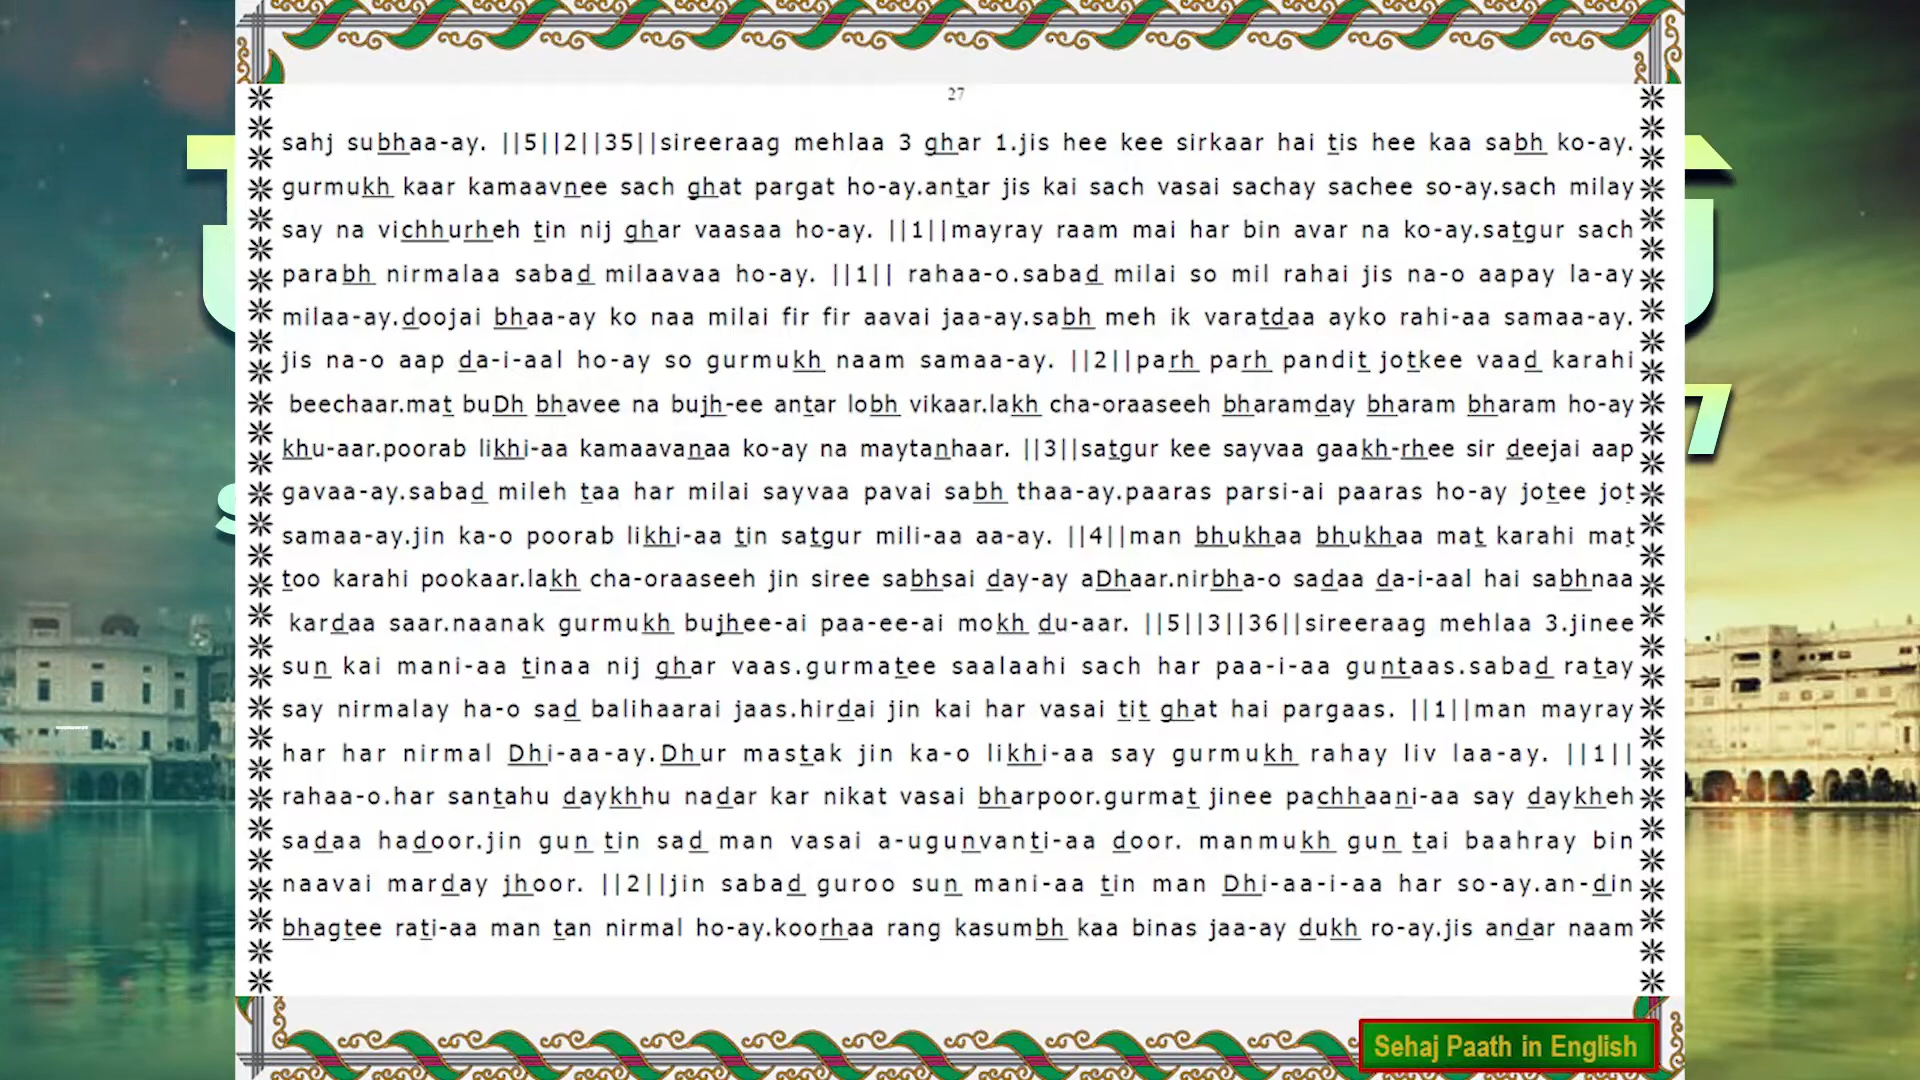 27
sahj subhaa-ay. ||5||2||35||sireeraag mehlaa 3 ghar 1.jis hee kee sirkaar hai tis hee kaa sabh ko-ay.
gurmukh kaar kamaavnee sach ghat pargat ho-ay.antar jis kai sach vasai sachay sachee so-ay.sach milay
say na vichhurheh tin nij ghar vaasaa ho-ay. ||1||mayray raam mai har bin avar na ko-ay.satgur sach
parabh nirmalaa sabad milaavaa ho-ay. ||1|| rahaa-o.sabad milai so mil rahai jis na-o aapay la-ay
milaa-ay.doojai bhaa-ay ko naa milai fir fir aavai jaa-ay.sabh meh ik varatdaa ayko rahi-aa samaa-ay.
jis na-o aap da-i-aal ho-ay so gurmukh naam samaa-ay. ||2||parh parh pandit jotkee vaad karahi
beechaar.mat buDh bhavee na bujh-ee antar lobh vikaar.lakh cha-oraaseeh bharamday bharam bharam ho-ay
khu-aar.poorab likhi-aa kamaavanaa ko-ay na maytanhaar. ||3||satgur kee sayvaa gaakh-rhee sir deejai aap
gavaa-ay.sabad mileh taa har milai sayvaa pavai sabh thaa-ay.paaras parsi-ai paaras ho-ay jotee jot
samaa-ay.jin ka-o poorab likhi-aa tin satgur mili-aa aa-ay. ||4||man bhukhaa bhukhaa mat karahi mat
too karahi pookaar.lakh cha-oraaseeh jin siree sabhsai day-ay aDhaar.nirbha-o sadaa da-i-aal hai sabhnaa
kardaa saar.naanak gurmukh bujhee-ai paa-ee-ai mokh du-aar. ||5||3||36||sireeraag mehlaa 3.jinee
sun kai mani-aa tinaa nij ghar vaas.gurmatee saalaahi sach har paa-i-aa guntaas.sabad ratay
say nirmalay ha-o sad balihaarai jaas.hirdai jin kai har vasai tit ghat hai pargaas. ||1||man mayray
har har nirmal Dhi-aa-ay.Dhur mastak jin ka-o likhi-aa say gurmukh rahay liv laa-ay. ||1||
rahaa-o.har santahu daykhhu nadar kar nikat vasai bharpoor.gurmat jinee pachhaani-aa say daykheh
sadaa hadoor.jin gun tin sad man vasai a-ugunvanti-aa door. manmukh gun tai baahray bin
naavai marday jhoor. ||2||jin sabad guroo sun mani-aa tin man Dhi-aa-i-aa har so-ay.an-din
bhagtee rati-aa man tan nirmal ho-ay.koorhaa rang kasumbh kaa binas jaa-ay dukh ro-ay.jis andar naam
Sehaj Paath in English